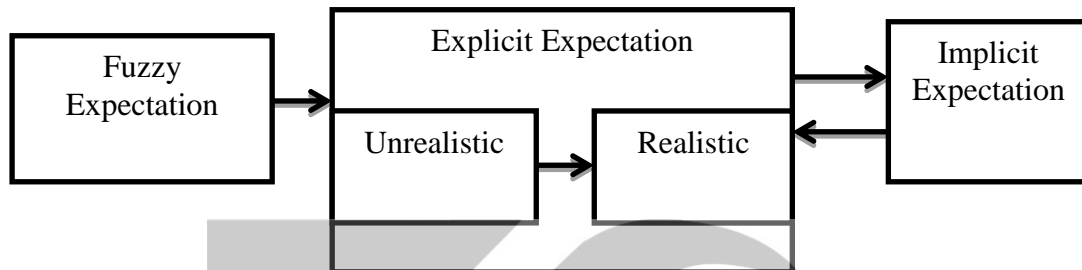 Fuzzy
Expectation
Explicit Expectation
Unrealistic
Realistic
Implicit
Expectation